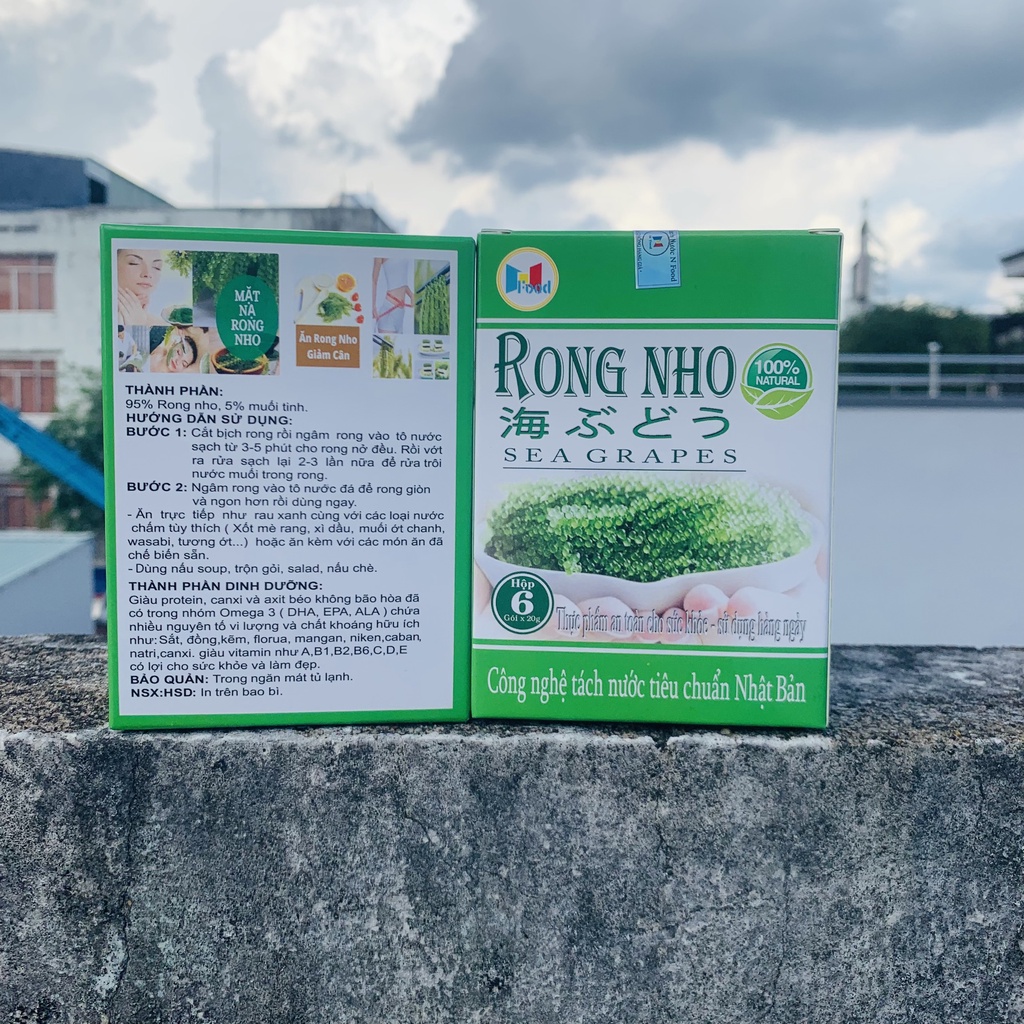 MẶT
NẠ
RONG
NHO
Ăn Rong Nho
Giảm Cân
THÀNH PHẦN:
95% Rong nho, 5% muối tinh.
HƯỚNG DẪN SỬ DỤNG:
BƯỚC 1: Cắt bịch rong rồi ngâm rong vào tô nước
sạch từ 3-5 phút cho rong nở đều. Rồi vớt
ra rửa sạch lại 2-3 lần nữa để rửa trôi
nước muối trong rong.
BƯỚC 2: Ngâm rong vào tô nước đá để rong giòn
và ngon hơn rồi dùng ngay.
- Ăn trực tiếp như rau xanh cùng với các loại nước
chấm tùy thích ( Xốt mè rang, xì dầu, muối ớt chanh,
wasabi, tương ớt...) hoặc ăn kèm với các món ăn đã
chế biến sẵn.
- Dùng nấu soup, trộn gỏi, salad, nấu chè.
THÀNH PHẦN DINH DƯỠNG:
Giàu protein, canxi và axit béo không bão hòa đã
có trong nhóm Omega 3 ( DHA, EPA, ALA ) chứa
nhiều nguyên tố vi lượng và chất khoáng hữu ích
như: Sắt, đồng,kẽm, florua, mangan, niken,caban,
natri,canxi. giàu vitamin như A,B1,B2,B6,C,D,E
có lợi cho sức khỏe và làm đẹp.
BẢO QUẢN: Trong ngăn mát tủ lạnh.
NSX:HSD: In trên bao bì.
Food
N Food
RONG NHO
100%
NATURAL
海ぶどう
SEA GRAPES
Hộp
6
Gói x 20g
Thực phẩm an toàn cho sức khỏe - sử dụng hàng ngày
Công nghệ tách nước tiêu chuẩn Nhật Bản